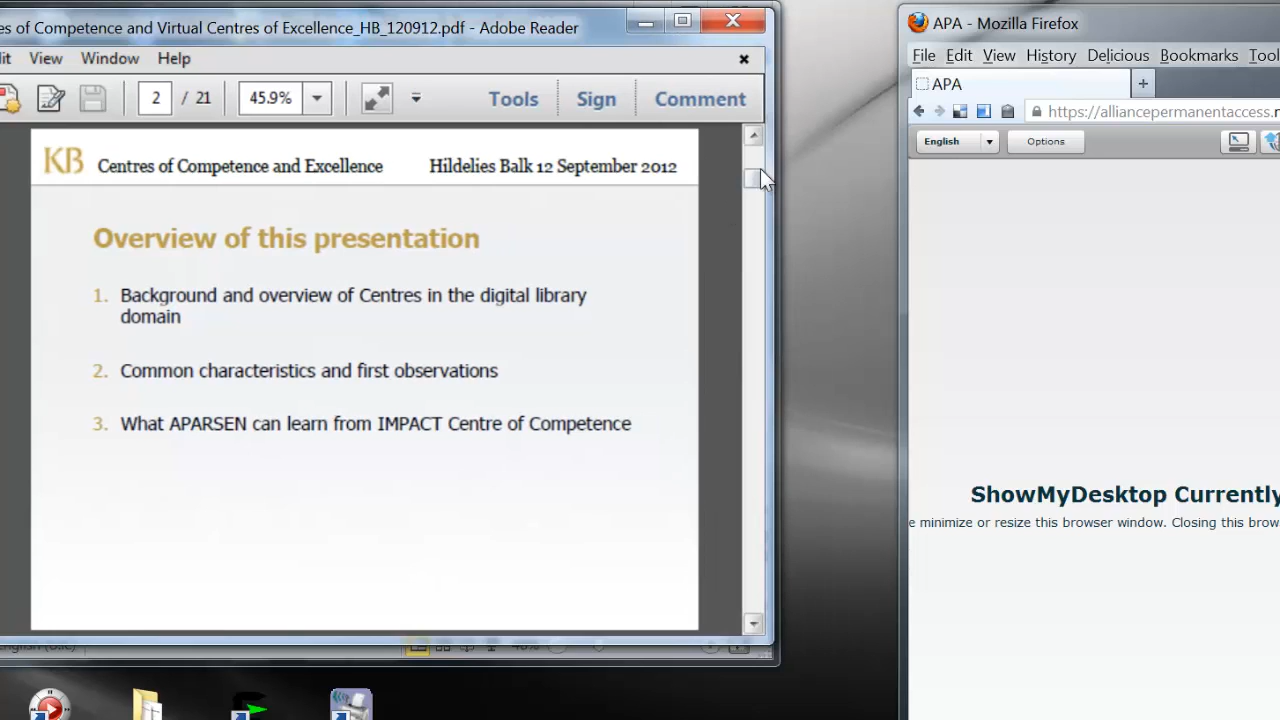 es of Competence and Virtual Centres of Excellence_HB_120912.pdf - Adobe Reader
it View Window Help
2 / 21 45.9% Tools Sign Comment
KB Centres of Competence and Excellence Hildelies Balk 12 September 2012
Overview of this presentation
1. Background and overview of Centres in the digital library
domain
2. Common characteristics and first observations
3. What APARSEN can learn from IMPACT Centre of Competence
APA - Mozilla Firefox
File Edit View History Delicious Bookmarks Tool
APA
https://alliancepermanentaccess.n
English Options
ShowMyDesktop Currently
e minimize or resize this browser window. Closing this brow